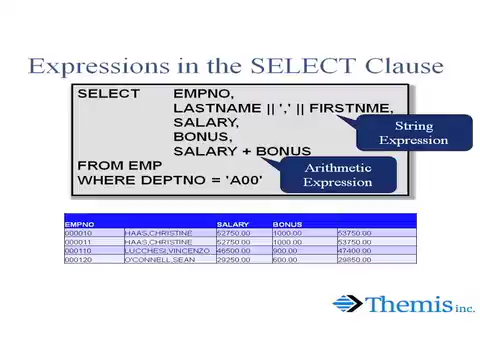 Expressions in the SELECT Clause
SELECT EMPNO,
LASTNAME || ',' || FIRSTNME,
SALARY,
BONUS,
SALARY + BONUS
FROM EMP
WHERE DEPTNO = 'A00'
String
Expression
Arithmetic
Expression
EMPNO SALARY BONUS
000010 HAAS,CHRISTINE 52750.00 1000.00 53750.00
000011 HAAS,CHRISTINE 52750.00 1000.00 53750.00
000110 LUCCHESI,VINCENZO 46500.00 900.00 47400.00
000120 O'CONNELL,SEAN 29250.00 600.00 29850.00
Themis inc.